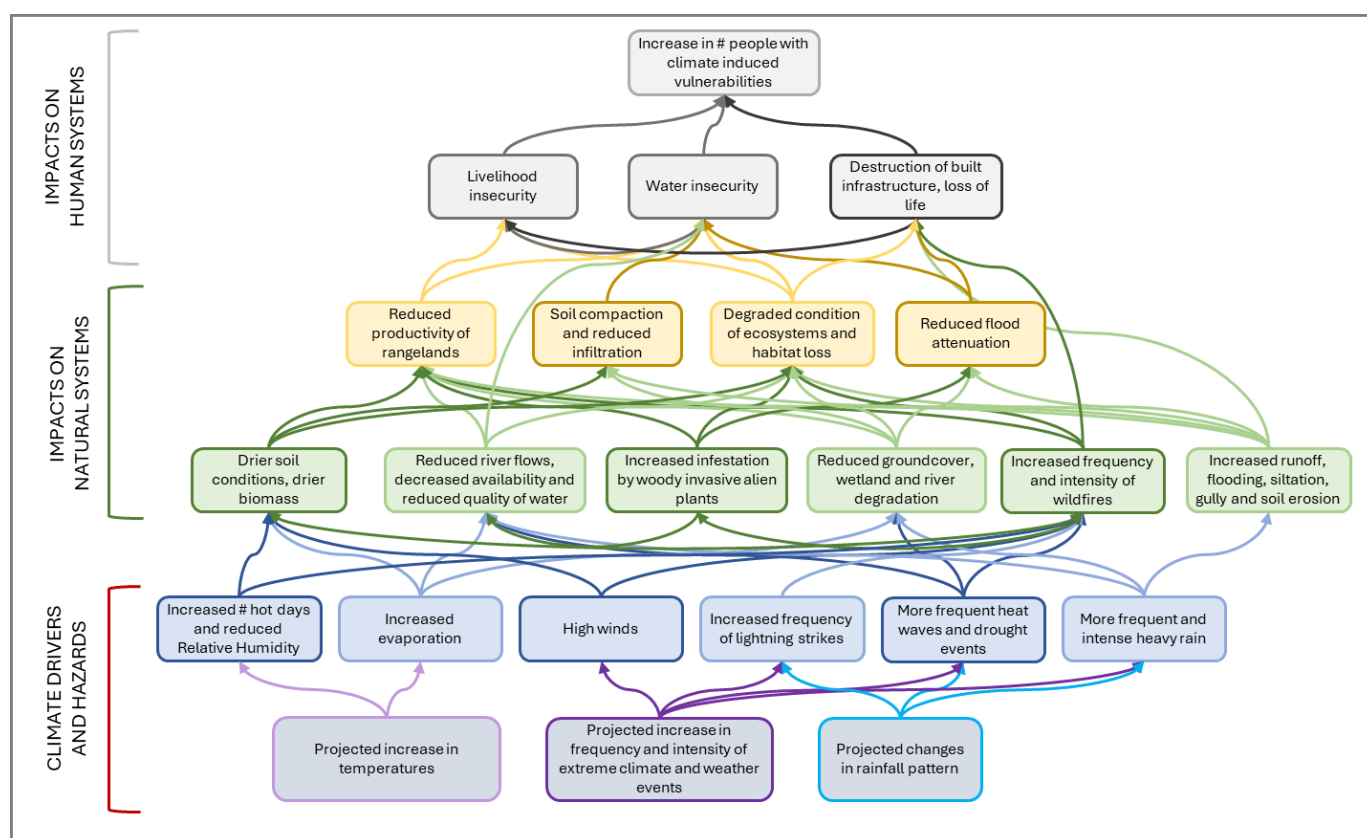 IMPACTS ON
HUMAN SYSTEMS
Increase in # people with
climate induced
vulnerabilities
Livelihood
insecurity
Water insecurity
Destruction of built
infrastructure, loss of
life
IMPACTS ON
NATURAL SYSTEMS
Reduced
productivity of
rangelands
Soil compaction
and reduced
infiltration
Degraded condition
of ecosystems and
habitat loss
Reduced flood
attenuation
Drier soil
conditions, drier
biomass
Reduced river flows,
decreased availability and
reduced quality of water
Increased infestation
by woody invasive alien
plants
Reduced groundcover,
wetland and river
degradation
Increased frequency
and intensity of
wildfires
Increased runoff,
flooding, siltation,
gully and soil erosion
CLIMATE DRIVERS
AND HAZARDS
Increased # hot days
and reduced
Relative Humidity
Increased
evaporation
High winds
Increased frequency
of lightning strikes
More frequent heat
waves and drought
events
More frequent and
intense heavy rain
Projected increase in
temperatures
Projected increase in
frequency and intensity of
extreme climate and weather
events
Projected changes
in rainfall pattern